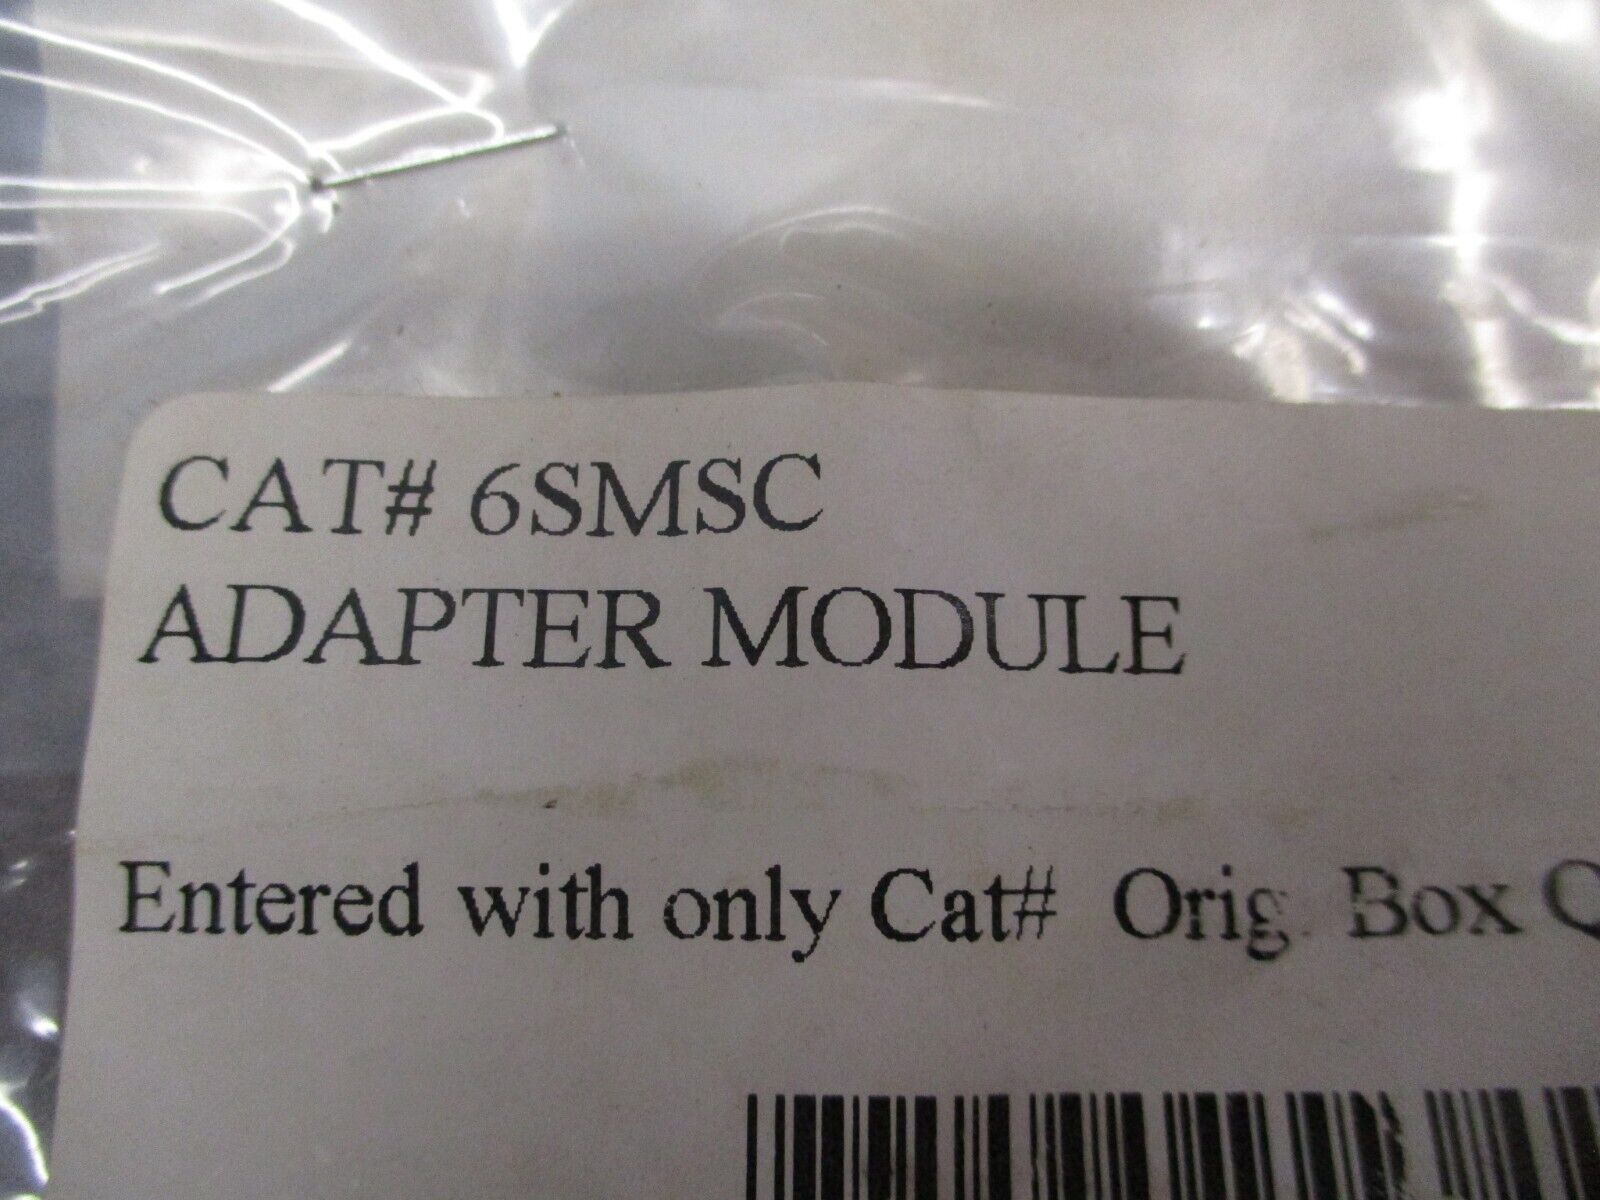 CAT# 6SMSC
ADAPTER MODULE
Entered with only Cat# Orig. Box